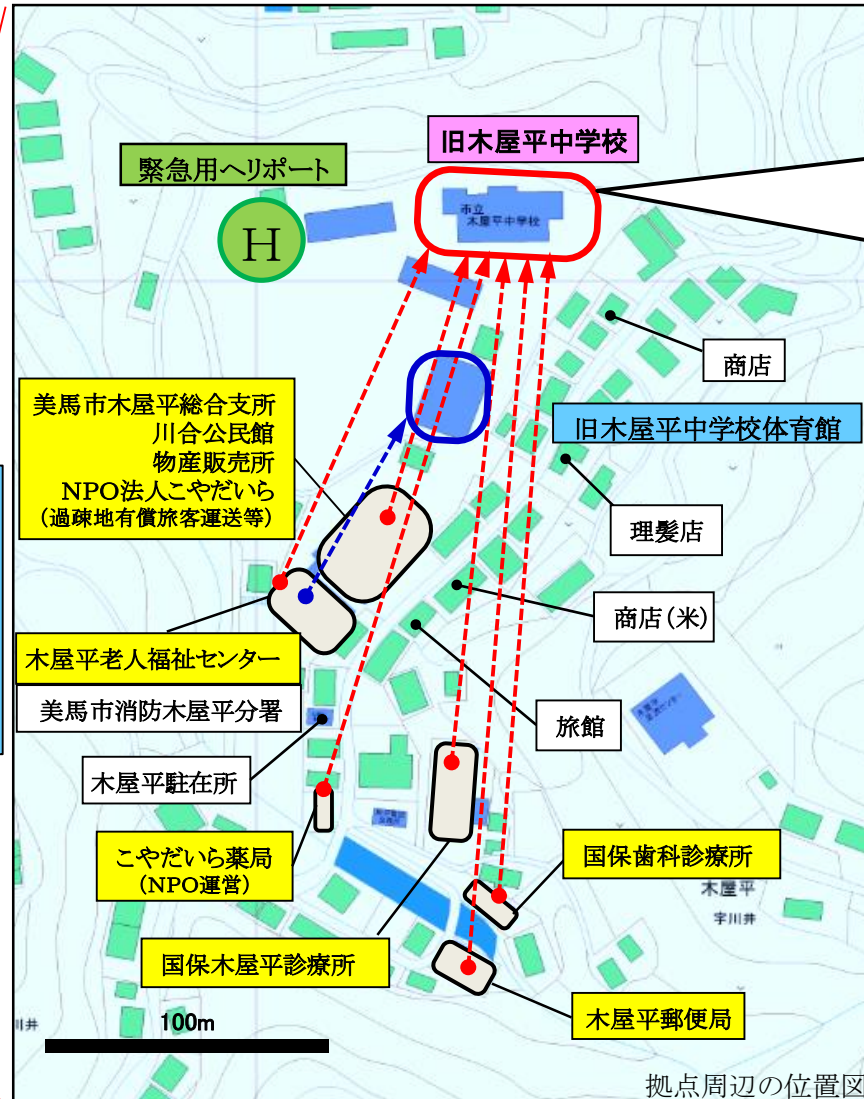 旧木屋平中学校
緊急用ヘリポート
H
市立
木屋平中学校
商店
美馬市木屋平総合支所
川合公民館
物産販売所
NPO法人こやだいら
(過疎地有償旅客運送等)
旧木屋平中学校体育館
理髪店
商店(米)
木屋平老人福祉センター
美馬市消防木屋平分署
旅館
木屋平駐在所
こやだいら薬局
(NPO運営)
国保歯科診療所
木屋平
字川井
国保木屋平診療所
木屋平郵便局
川井
100m
拠点周辺の位置図